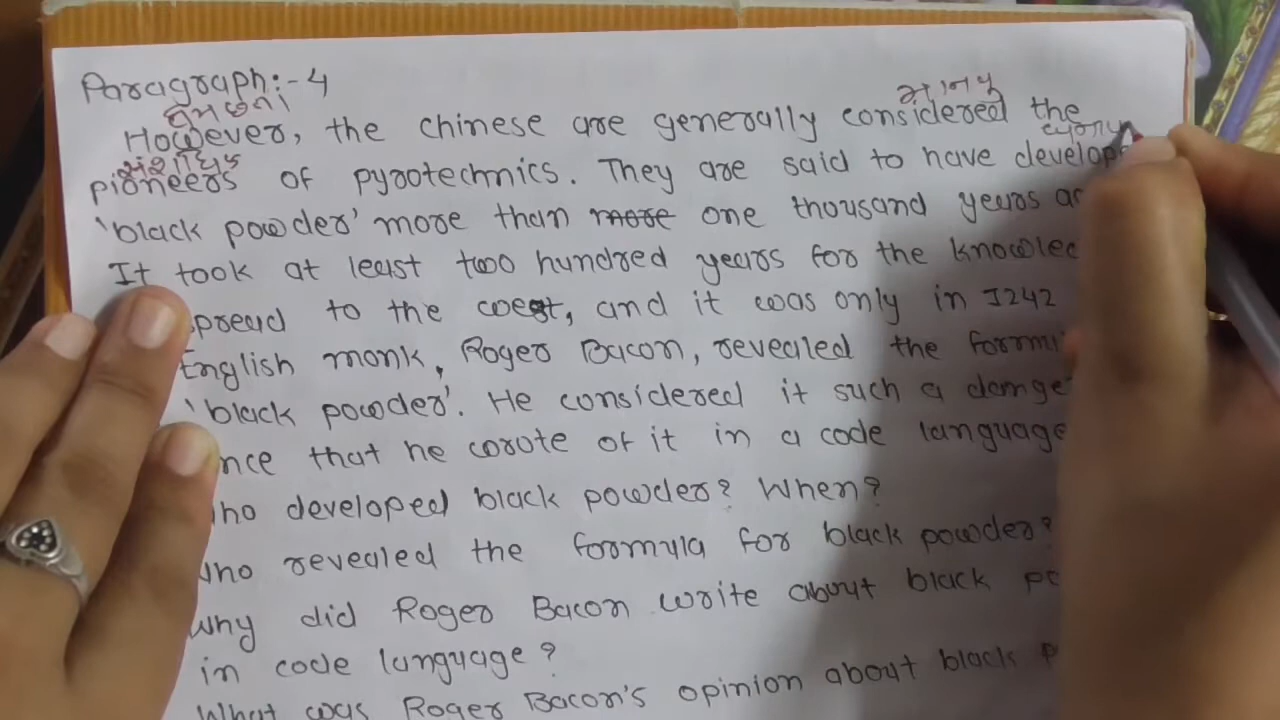 Paragraph:- 4
However, the chinese are generally considered the
pioneers of pyrotechnics. They are said to have develop
'black powder' more than more one thousand years a
It took at least two hundred years for the knowled
spread to the west, and it was only in 1242
English monk, Roger Bacon, revealed the formu
'black powder'. He considered it such a dange
nce that he wrote of it in a code language
ho developed black powder? When?
ho revealed the formula for black powder?
why did Roger Bacon write about black po
in code language?
What was Roger Bacon's opinion about black p